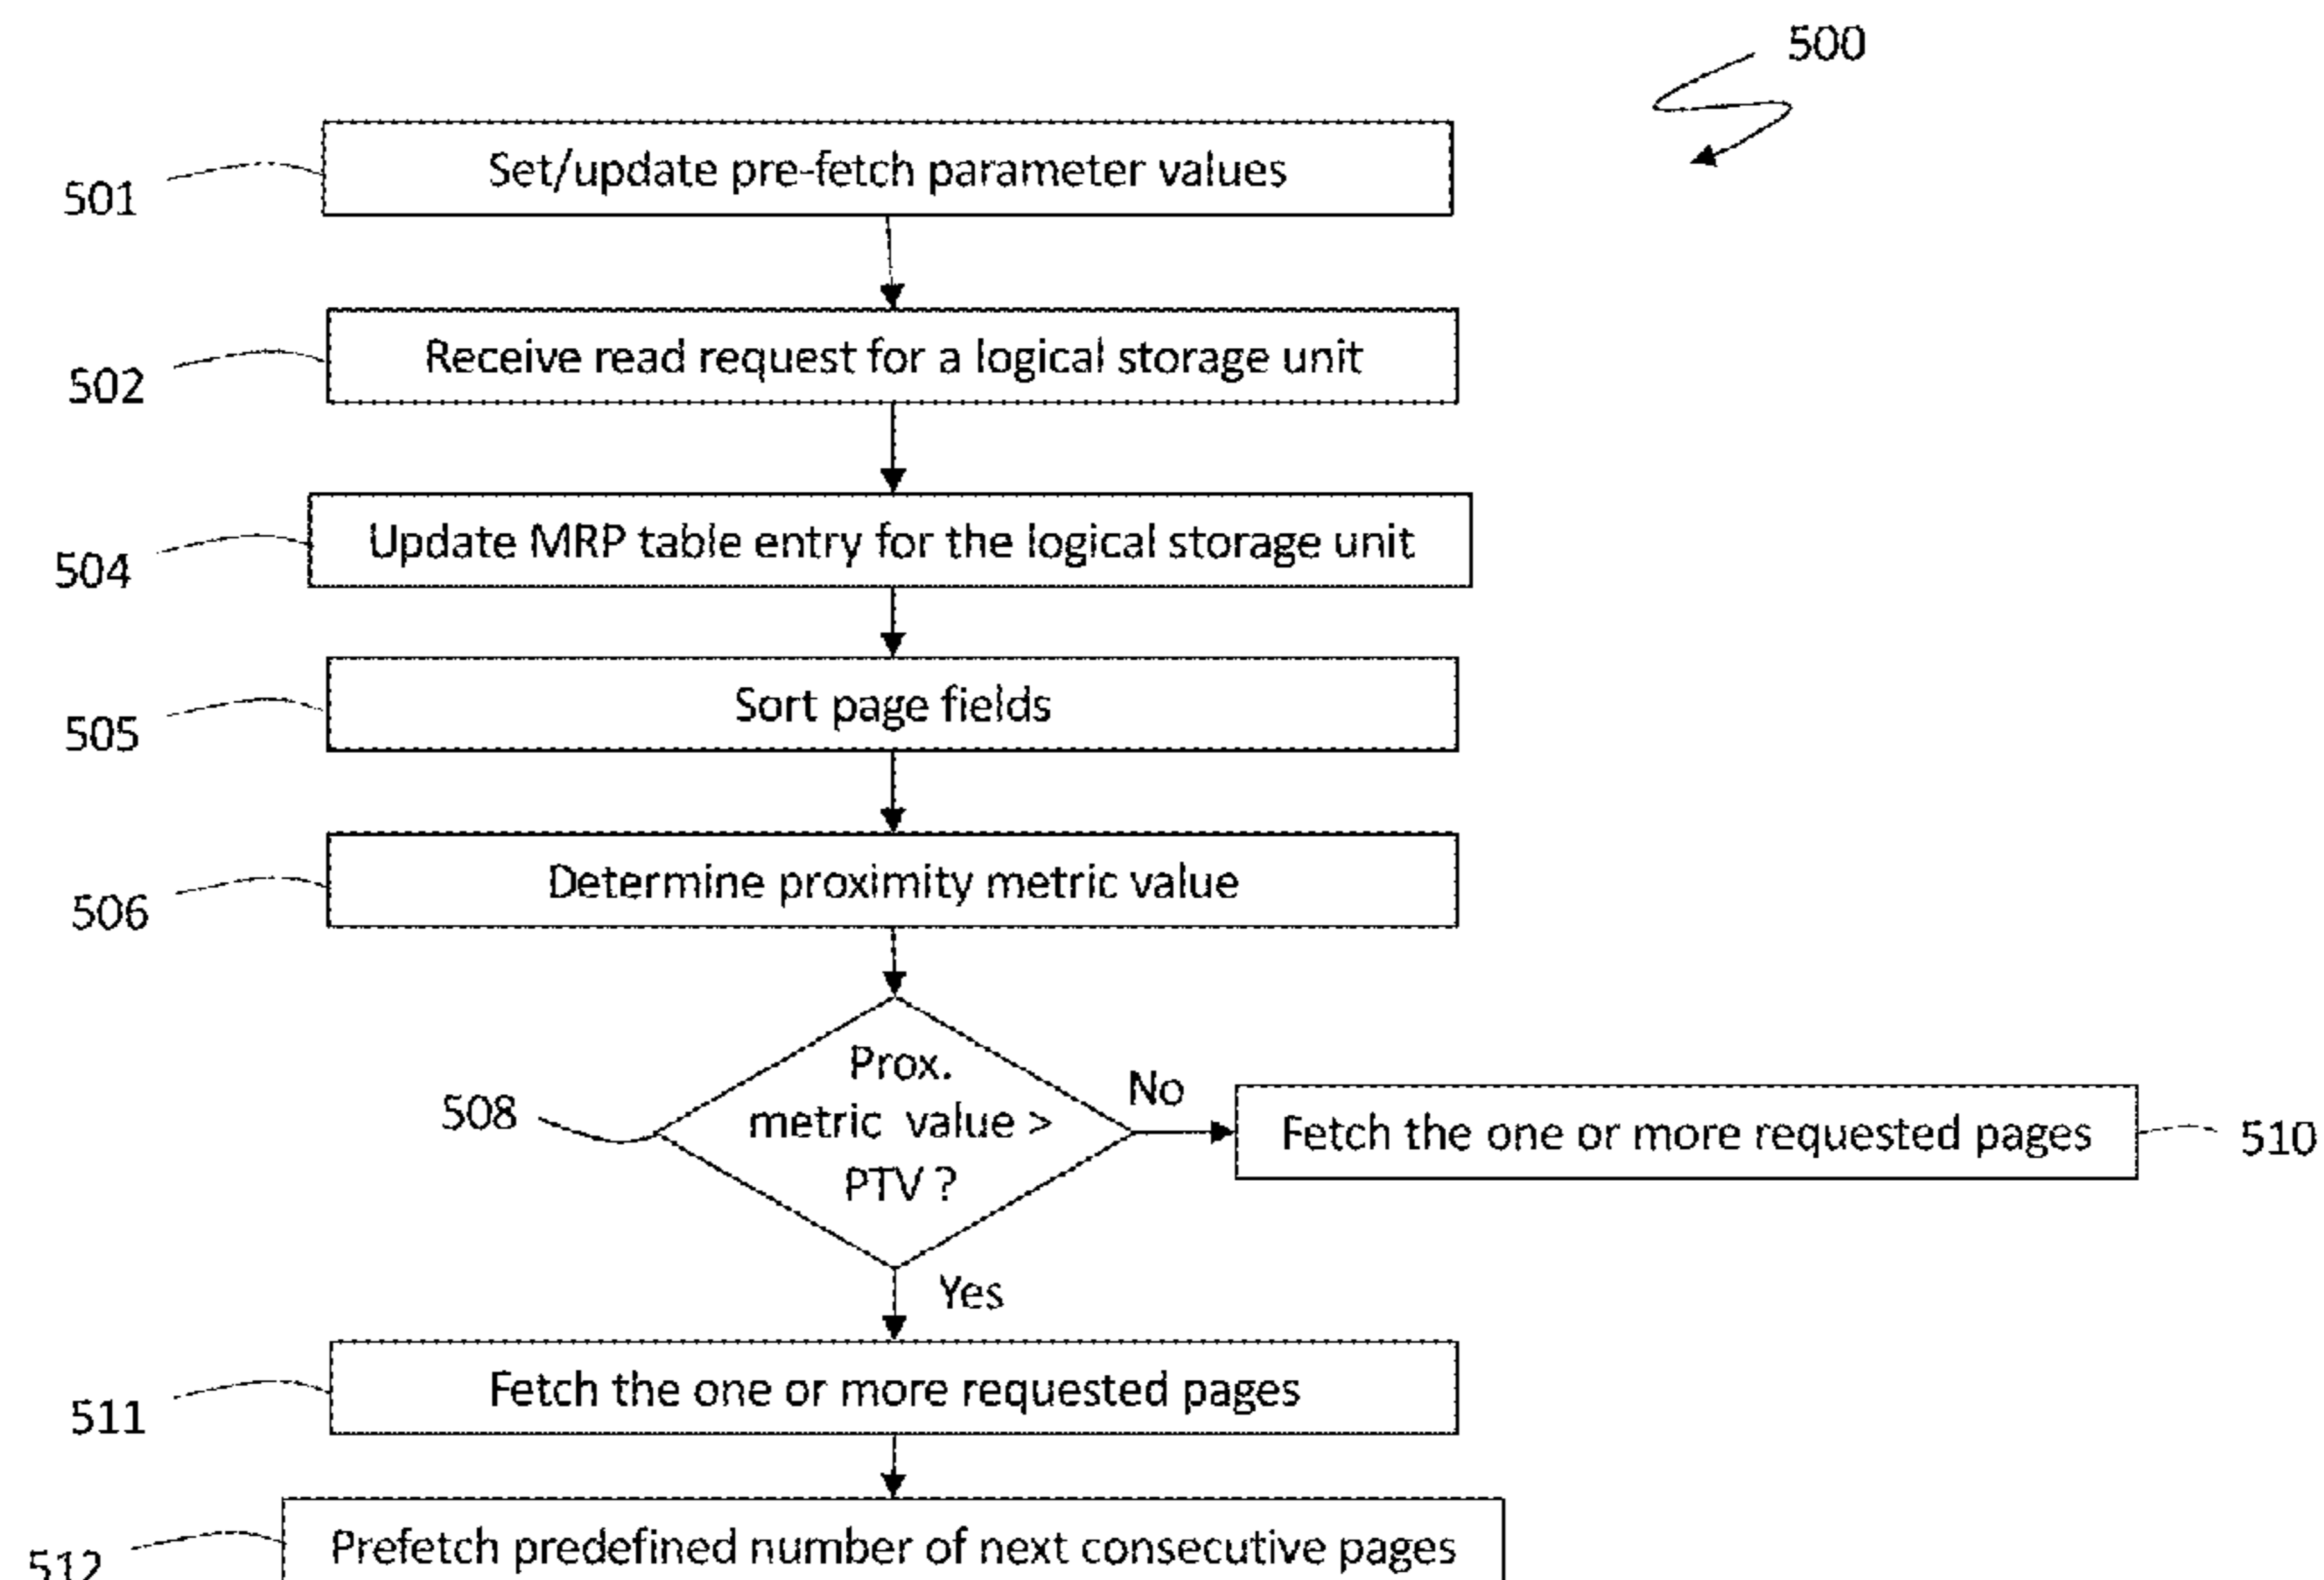 500
501
Set/update pre-fetch parameter values
502
Receive read request for a logical storage unit
504
Update MRP table entry for the logical storage unit
505
Sort page fields
506
Determine proximity metric value
508
Prox.
metric value >
PTV ?
No
Fetch the one or more requested pages
510
Yes
511
Fetch the one or more requested pages
512
Prefetch predefined number of next consecutive pages